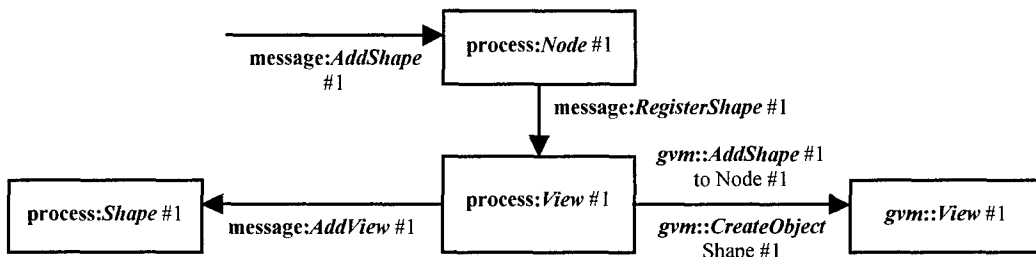 process:Node #1
message:AddShape
#1
message:RegisterShape #1
gvm::AddShape #1
to Node #1
process:Shape #1
message:AddView #1
process:View #1
gvm::CreateObject
Shape #1
gvm::View #1